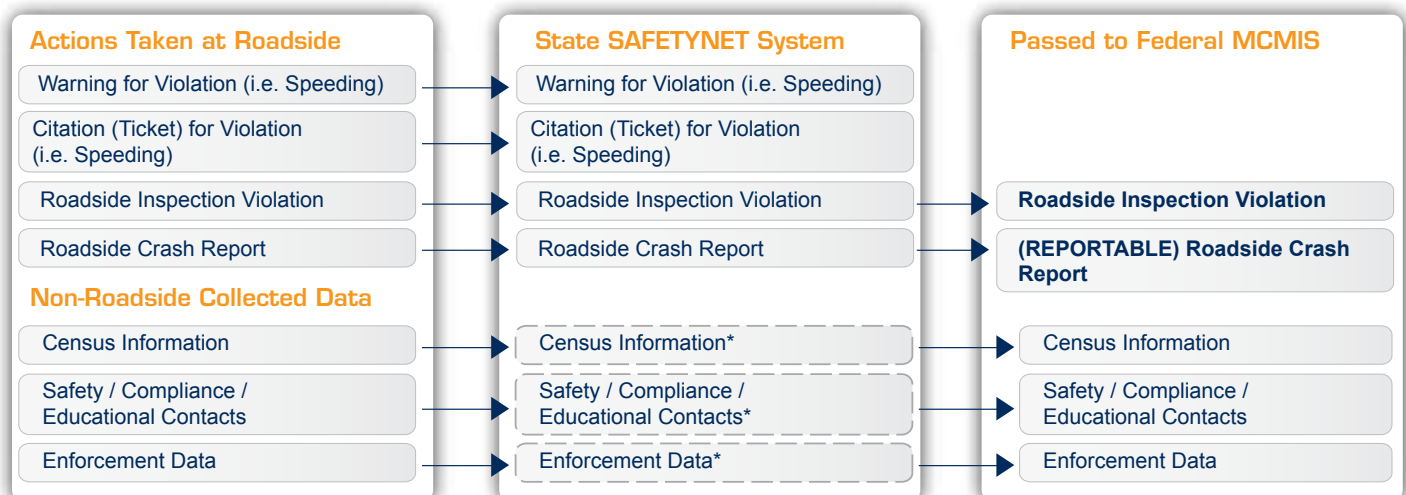 Actions Taken at Roadside
Warning for Violation (i.e. Speeding)
Citation (Ticket) for Violation
(i.e. Speeding)
Roadside Inspection Violation
Roadside Crash Report
Non-Roadside Collected Data
Census Information
Safety / Compliance /
Educational Contacts
Enforcement Data
State SAFETYNET System
Warning for Violation (i.e. Speeding)
Citation (Ticket) for Violation
(i.e. Speeding)
Roadside Inspection Violation
Roadside Crash Report
Census Information*
Safety / Compliance /
Educational Contacts*
Enforcement Data*
Passed to Federal MCMIS
Roadside Inspection Violation
(REPORTABLE) Roadside Crash
Report
Census Information
Safety / Compliance /
Educational Contacts
Enforcement Data